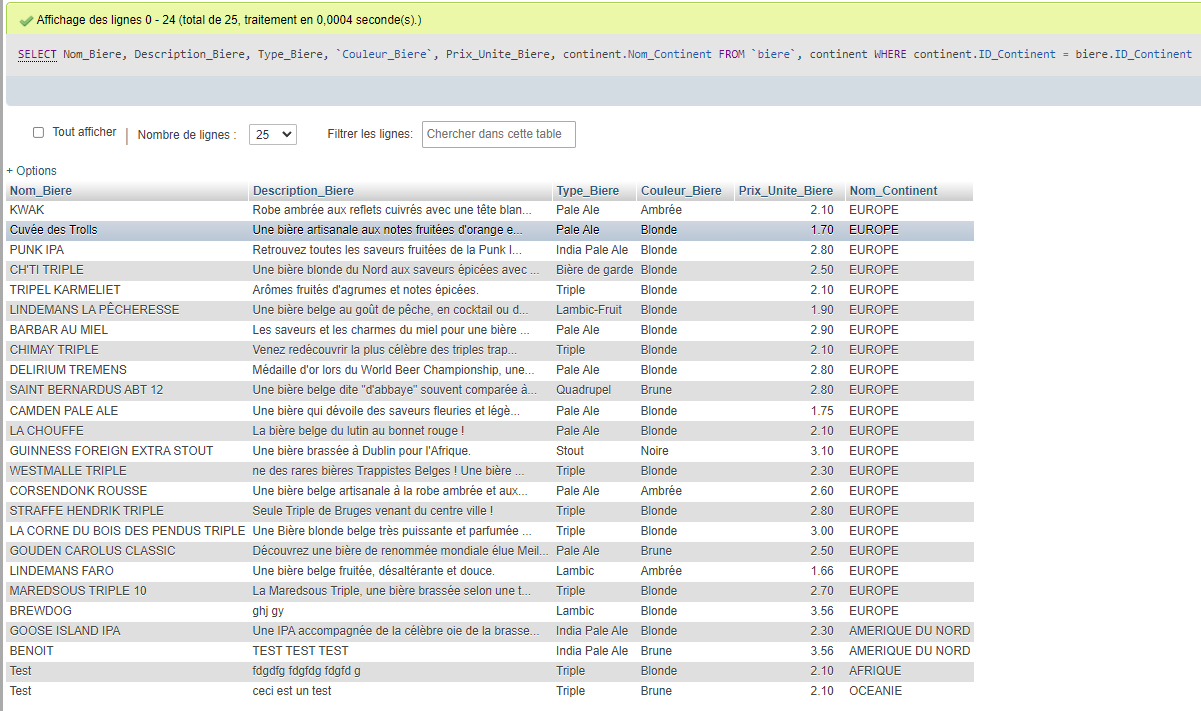 Affichage des lignes 0 - 24 (total de 25, traitement en 0,0004 seconde(s).)
SELECT Nom_Biere, Description_Biere, Type_Biere, `Couleur_Biere`, Prix_Unite_Biere, continent.Nom_Continent FROM `biere`, continent WHERE continent.ID_Continent = biere.ID_Continent
Tout afficher | Nombre de lignes : 25 Filtrer les lignes: Chercher dans cette table
+ Options
Nom_Biere Description_Biere Type_Biere Couleur_Biere Prix_Unite_Biere Nom_Continent
KWAK Robe ambrée aux reflets cuivrés avec une tête blan... Pale Ale Ambrée 2.10 EUROPE
Cuvée des Trolls Une bière artisanale aux notes fruitées d'orange e... Pale Ale Blonde 1.70 EUROPE
PUNK IPA Retrouvez toutes les saveurs fruitées de la Punk I... India Pale Ale Blonde 2.80 EUROPE
CH'TI TRIPLE Une bière blonde du Nord aux saveurs épicées avec ... Bière de garde Blonde 2.50 EUROPE
TRIPEL KARMELIET Arômes fruités d'agrumes et notes épicées. Triple Blonde 2.10 EUROPE
LINDEMANS LA PÊCHERESSE Une bière belge au goût de pêche, en cocktail ou d... Lambic-Fruit Blonde 1.90 EUROPE
BARBAR AU MIEL Les saveurs et les charmes du miel pour une bière ... Pale Ale Blonde 2.90 EUROPE
CHIMAY TRIPLE Venez redécouvrir la plus célèbre des triples trap... Triple Blonde 2.10 EUROPE
DELIRIUM TREMENS Médaille d'or lors du World Beer Championship, une... Pale Ale Blonde 2.80 EUROPE
SAINT BERNARDUS ABT 12 Une bière belge dite "d'abbaye" souvent comparée à... Quadrupel Brune 2.80 EUROPE
CAMDEN PALE ALE Une bière qui dévoile des saveurs fleuries et légè... Pale Ale Blonde 1.75 EUROPE
LA CHOUFFE La bière belge du lutin au bonnet rouge ! Pale Ale Blonde 2.10 EUROPE
GUINNESS FOREIGN EXTRA STOUT Une bière brassée à Dublin pour l'Afrique. Stout Noire 3.10 EUROPE
WESTMALLE TRIPLE ne des rares bières Trappistes Belges ! Une bière ... Triple Blonde 2.30 EUROPE
CORSENDONK ROUSSE Une bière belge artisanale à la robe ambrée et aux... Pale Ale Ambrée 2.60 EUROPE
STRAFFE HENDRIK TRIPLE Seule Triple de Bruges venant du centre ville ! Triple Blonde 2.80 EUROPE
LA CORNE DU BOIS DES PENDUS TRIPLE Une Bière blonde belge très puissante et parfumée ... Triple Blonde 3.00 EUROPE
GOUDEN CAROLUS CLASSIC Découvrez une bière de renommée mondiale élue Meil... Pale Ale Brune 2.50 EUROPE
LINDEMANS FARO Une bière belge fruitée, désaltérante et douce. Lambic Ambrée 1.66 EUROPE
MAREDSOUS TRIPLE 10 La Maredsous Triple, une bière brassée selon une t... Triple Blonde 2.70 EUROPE
BREWDOG ghj gy Lambic Blonde 3.56 EUROPE
GOOSE ISLAND IPA Une IPA accompagnée de la célèbre oie de la brasse... India Pale Ale Blonde 2.30 AMERIQUE DU NORD
BENOIT TEST TEST TEST India Pale Ale Brune 3.56 AMERIQUE DU NORD
Test fdgdfg fdgfdg fdgfd g Triple Blonde 2.10 AFRIQUE
Test ceci est un test Triple Brune 2.10 OCEANIE